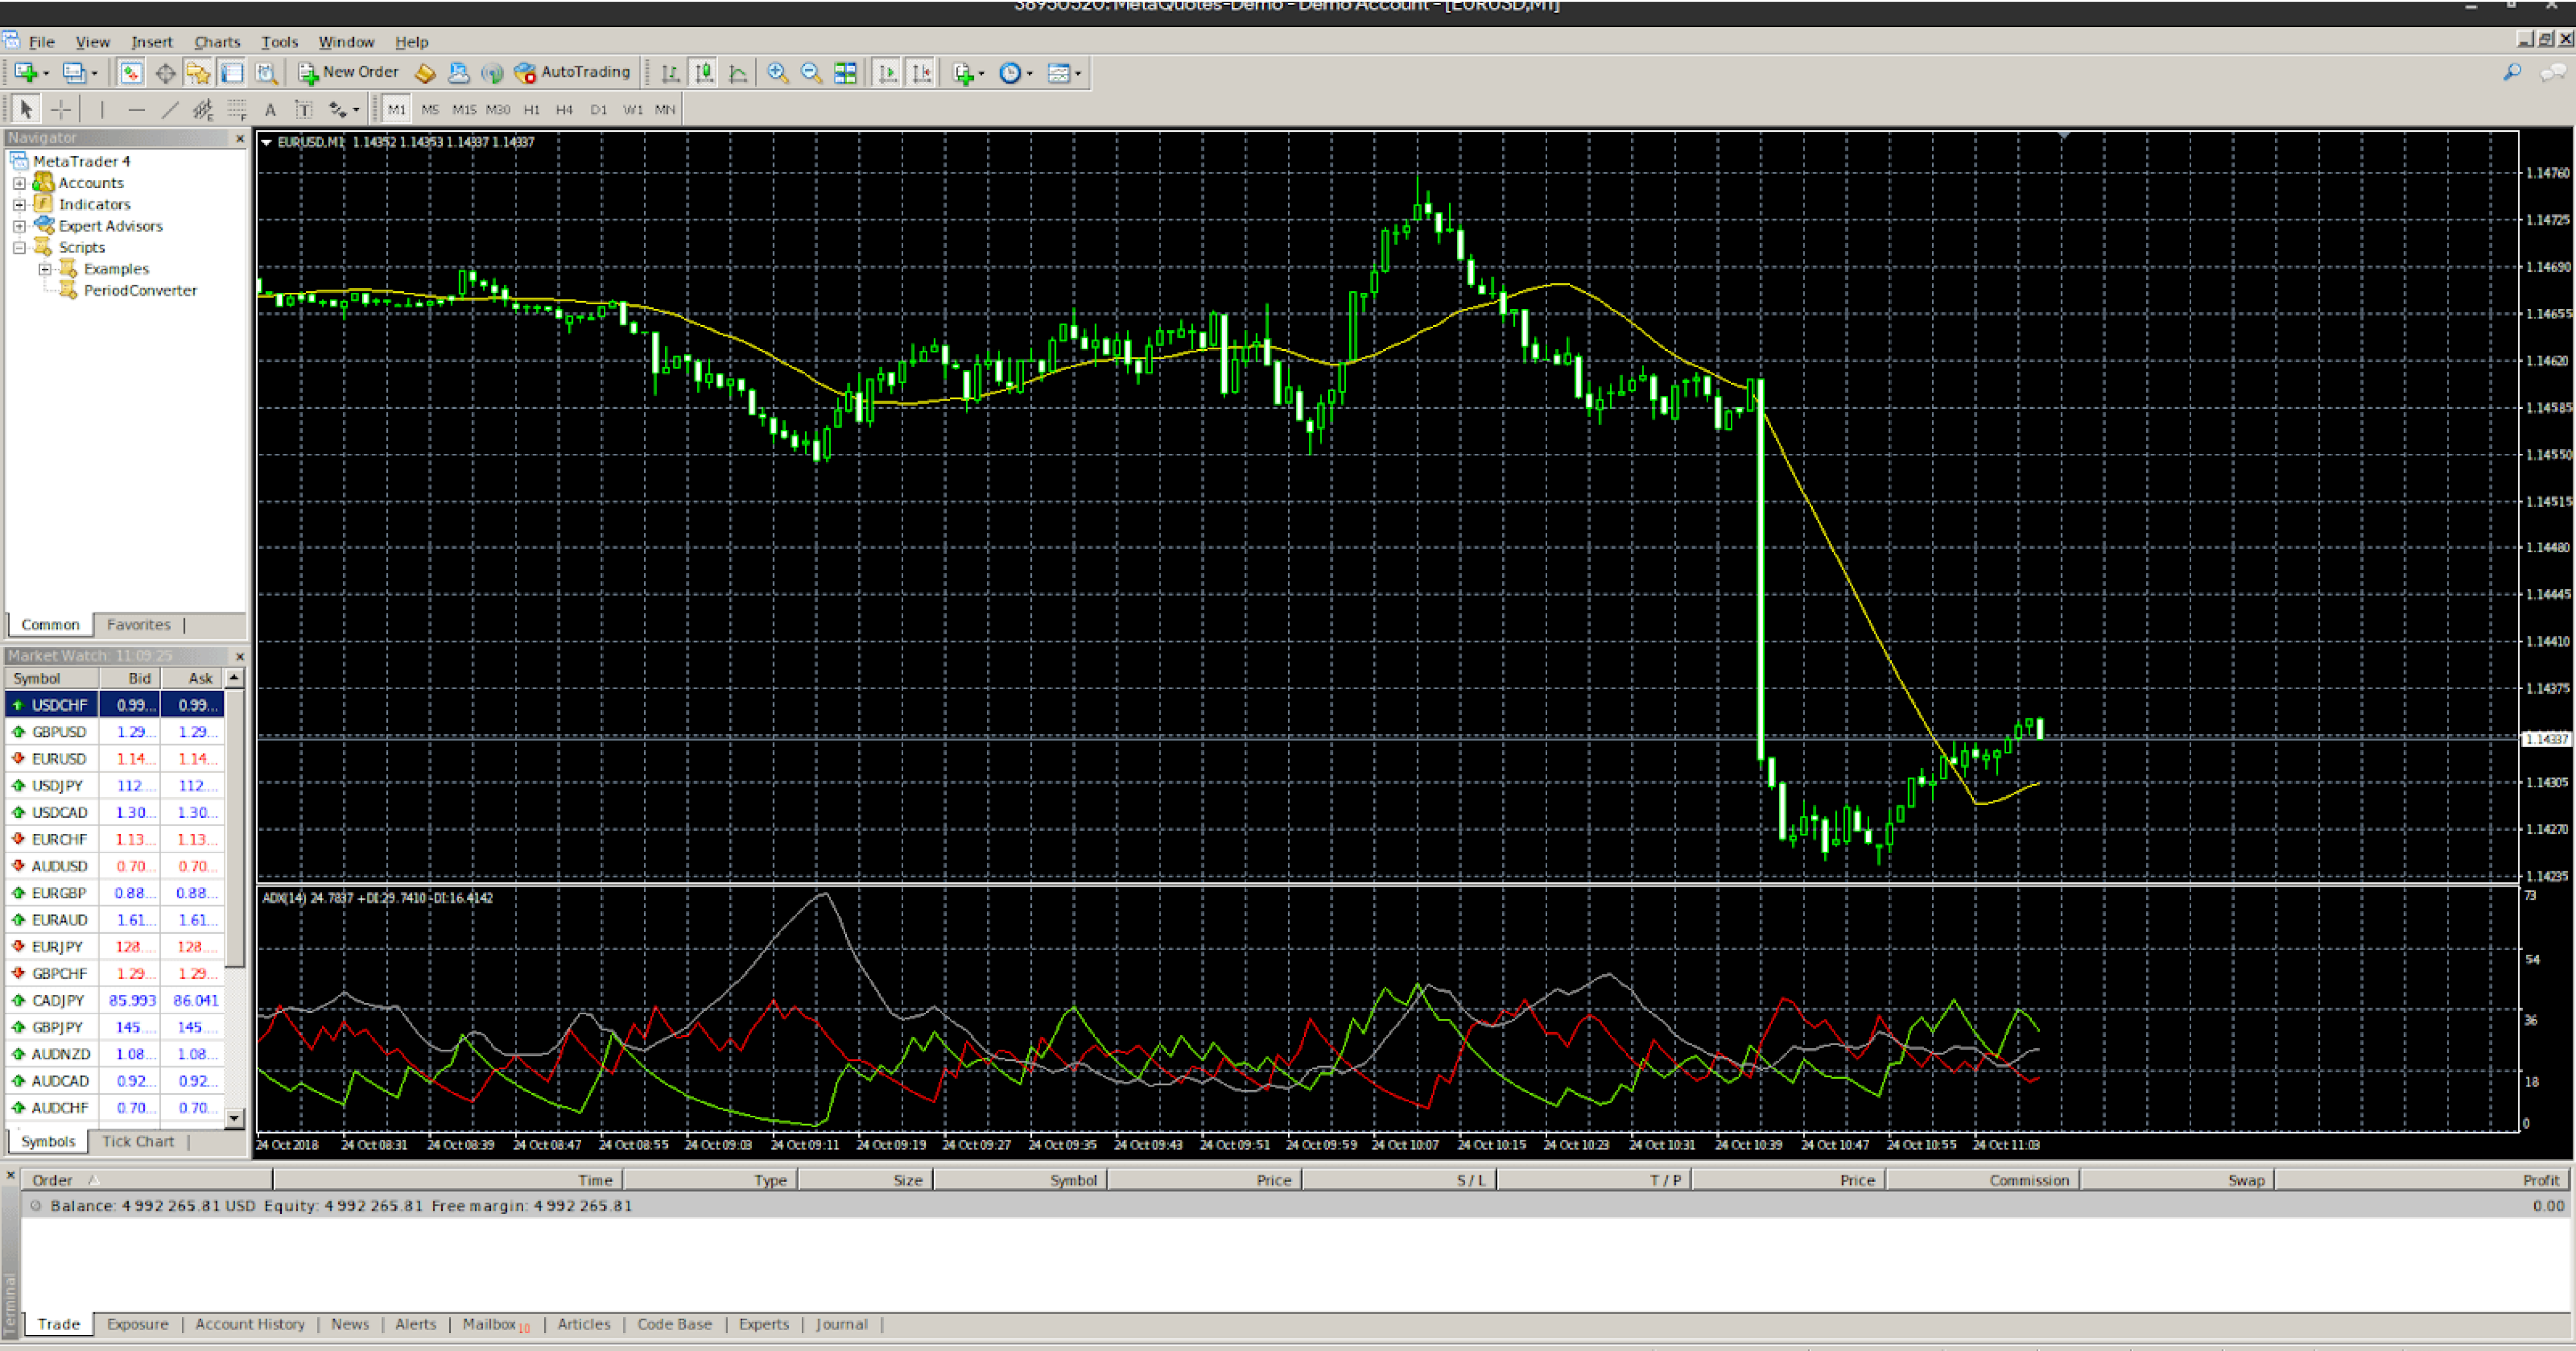 38950520: MetaQuotes-Demo - Demo Account - [EURUSD,M1]
File View Insert Charts Tools Window Help
New Order AutoTrading
A T M1 M5 M15 M30 H1 H4 D1 W1 MN
Navigator
MetaTrader 4
Accounts
Indicators
Expert Advisors
Scripts
Examples
PeriodConverter
Common Favorites
Market Watch: 11:09:25
Symbol Bid Ask
USDCHF 0.99... 0.99...
GBPUSD 1.29... 1.29...
EURUSD 1.14... 1.14...
USDJPY 112.... 112....
USDCAD 1.30... 1.30...
EURCHF 1.13... 1.13...
AUDUSD 0.70... 0.70...
EURGBP 0.88... 0.88...
EURAUD 1.61... 1.61...
EURJPY 128.... 128....
GBPCHF 1.29... 1.29...
CADJPY 85.993 86.041
GBPJPY 145.... 145....
AUDNZD 1.08... 1.08...
AUDCAD 0.92... 0.92...
AUDCHF 0.70... 0.70...
Symbols Tick Chart
EURUSD,M1 1.14352 1.14353 1.14337 1.14337
1.14760
1.14725
1.14690
1.14655
1.14620
1.14585
1.14550
1.14515
1.14480
1.14445
1.14410
1.14375
1.14337
1.14305
1.14270
1.14235
ADX(14) 24.7837 +DI:29.7410 -DI:16.4142
73
54
36
18
0
24 Oct 2018 24 Oct 08:31 24 Oct 08:39 24 Oct 08:47 24 Oct 08:55 24 Oct 09:03 24 Oct 09:11 24 Oct 09:19 24 Oct 09:27 24 Oct 09:35 24 Oct 09:43 24 Oct 09:51 24 Oct 09:59 24 Oct 10:07 24 Oct 10:15 24 Oct 10:23 24 Oct 10:31 24 Oct 10:39 24 Oct 10:47 24 Oct 10:55 24 Oct 11:03
Order Time Type Size Symbol Price S / L T / P Price Commission Swap Profit
Balance: 4 992 265.81 USD Equity: 4 992 265.81 Free margin: 4 992 265.81 0.00
Terminal
Trade Exposure Account History News Alerts Mailbox 10 Articles Code Base Experts Journal